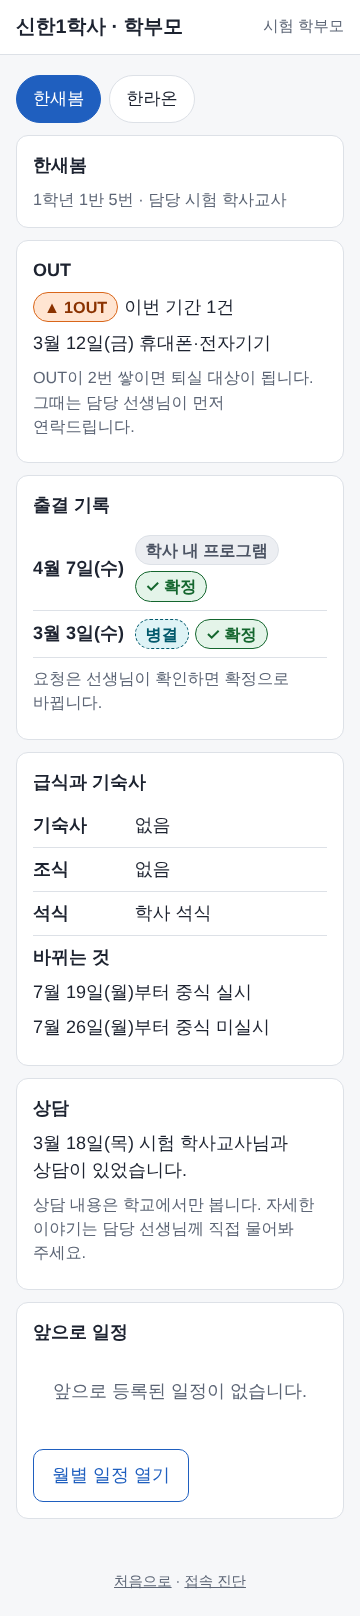 신한1학사 · 학부모
시험 학부모
한새봄
한라온
한새봄
1학년 1반 5번 · 담당 시험 학사교사
OUT
▲ 1OUT 이번 기간 1건
3월 12일(금) 휴대폰·전자기기
OUT이 2번 쌓이면 퇴실 대상이 됩니다.
그때는 담당 선생님이 먼저
연락드립니다.
출결 기록
4월 7일(수) 학사 내 프로그램
✓ 확정
3월 3일(수) 병결 ✓ 확정
요청은 선생님이 확인하면 확정으로
바뀝니다.
급식과 기숙사
기숙사 없음
조식 없음
석식 학사 석식
바뀌는 것
7월 19일(월)부터 중식 실시
7월 26일(월)부터 중식 미실시
상담
3월 18일(목) 시험 학사교사님과
상담이 있었습니다.
상담 내용은 학교에서만 봅니다. 자세한
이야기는 담당 선생님께 직접 물어봐
주세요.
앞으로 일정
앞으로 등록된 일정이 없습니다.
월별 일정 열기
처음으로 · 접속 진단